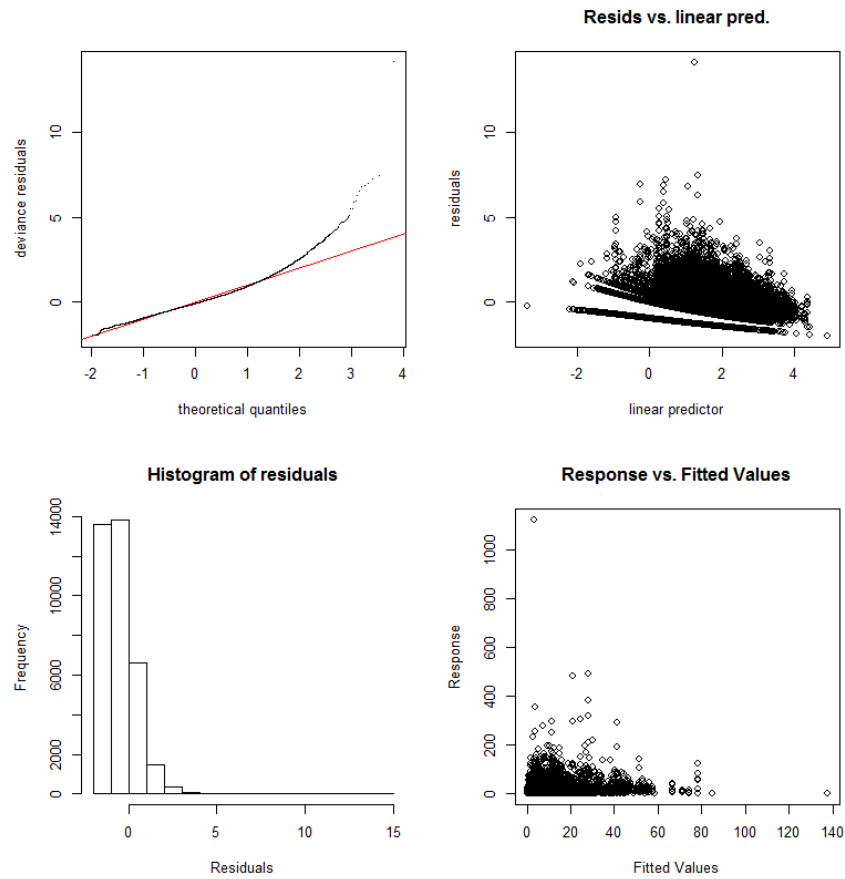 deviance residuals
0 5 10
-2 -1 0 1 2 3 4
theoretical quantiles
Resids vs. linear pred.
residuals
0 5 10
-2 0 2 4
linear predictor
Histogram of residuals
Frequency
0 2000 6000 10000 14000
0 5 10 15
Residuals
Response vs. Fitted Values
Response
0 200 400 600 800 1000
0 20 40 60 80 100 120 140
Fitted Values